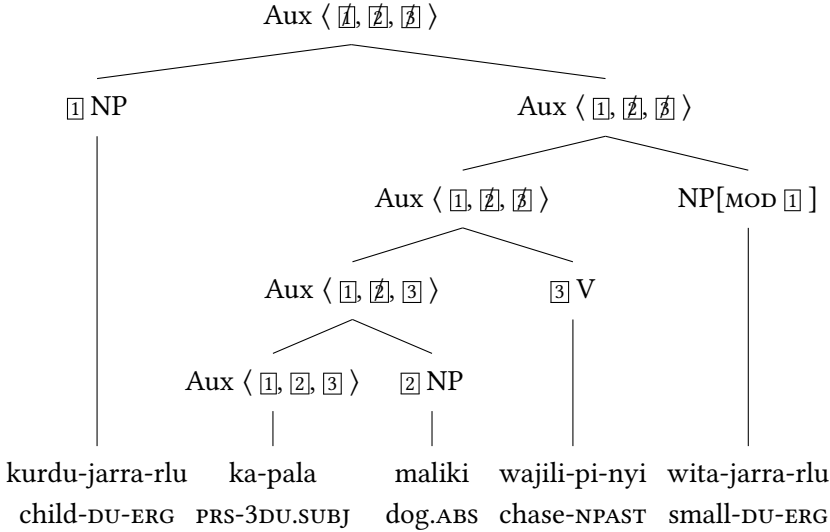 Aux ⟨ 1̸, 2̸, 3̸ ⟩
1 NP Aux ⟨ 1, 2̸, 3̸ ⟩
Aux ⟨ 1, 2̸, 3̸ ⟩ NP[MOD 1 ]
Aux ⟨ 1, 2̸, 3 ⟩ 3 V
Aux ⟨ 1, 2, 3 ⟩ 2 NP
kurdu-jarra-rlu ka-pala maliki wajili-pi-nyi wita-jarra-rlu
child-DU-ERG PRS-3DU.SUBJ dog.ABS chase-NPAST small-DU-ERG